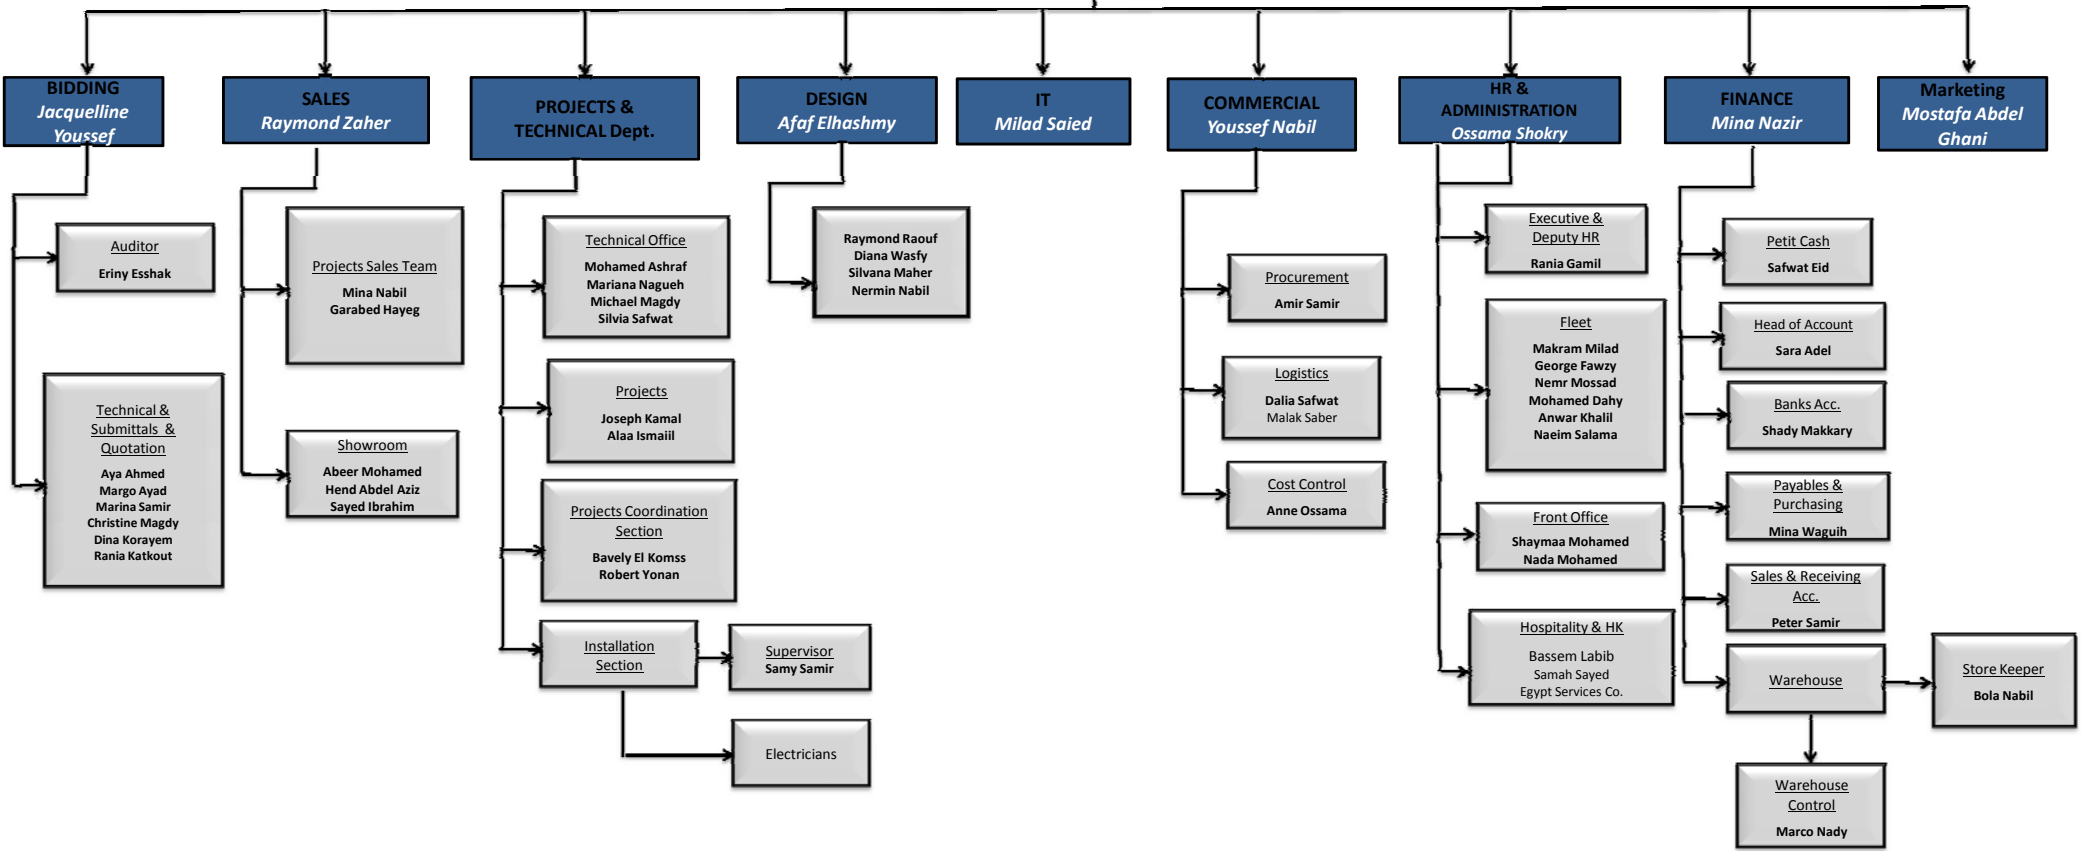 BIDDING
Jacquelline
Youssef
SALES
Raymond Zaher
PROJECTS &
TECHNICAL Dept.
DESIGN
Afaf Elhashmy
IT
Milad Saied
COMMERCIAL
Youssef Nabil
HR &
ADMINISTRATION
Ossama Shokry
FINANCE
Mina Nazir
Marketing
Mostafa Abdel
Ghani
Auditor
Eriny Esshak
Technical &
Submittals &
Quotation
Aya Ahmed
Margo Ayad
Marina Samir
Christine Magdy
Dina Korayem
Rania Katkout
Projects Sales Team
Mina Nabil
Garabed Hayeg
Showroom
Abeer Mohamed
Hend Abdel Aziz
Sayed Ibrahim
Technical Office
Mohamed Ashraf
Mariana Nagueh
Michael Magdy
Silvia Safwat
Projects
Joseph Kamal
Alaa Ismaiil
Projects Coordination
Section
Bavely El Komss
Robert Yonan
Installation
Section
Supervisor
Samy Samir
Electricians
Raymond Raouf
Diana Wasfy
Silvana Maher
Nermin Nabil
Procurement
Amir Samir
Logistics
Dalia Safwat
Malak Saber
Cost Control
Anne Ossama
Executive &
Deputy HR
Rania Gamil
Fleet
Makram Milad
George Fawzy
Nemr Mossad
Mohamed Dahy
Anwar Khalil
Naeim Salama
Front Office
Shaymaa Mohamed
Nada Mohamed
Hospitality & HK
Bassem Labib
Samah Sayed
Egypt Services Co.
Petit Cash
Safwat Eid
Head of Account
Sara Adel
Banks Acc.
Shady Makkary
Payables &
Purchasing
Mina Waguih
Sales & Receiving
Acc.
Peter Samir
Warehouse
Store Keeper
Bola Nabil
Warehouse
Control
Marco Nady